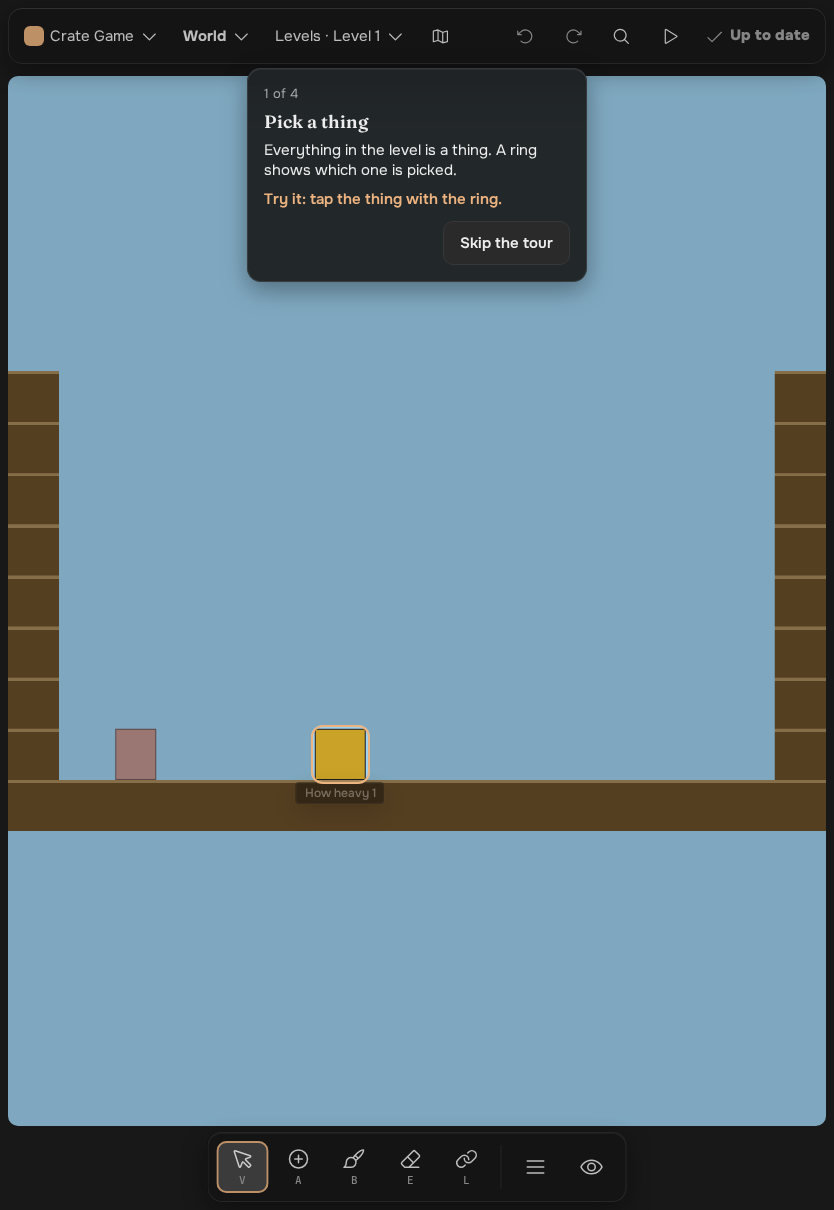 Crate Game
World
Levels · Level 1
Up to date
1 of 4
Pick a thing
Everything in the level is a thing. A ring
shows which one is picked.
Try it: tap the thing with the ring.
Skip the tour
How heavy 1
V
A
B
E
L